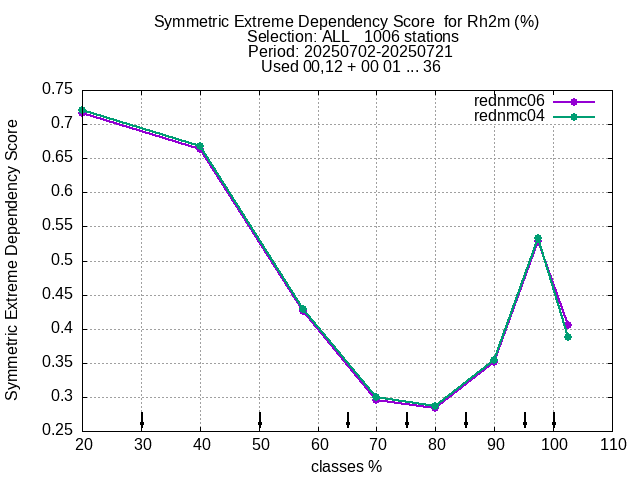 Symmetric Extreme Dependency Score  for Rh2m (%)
Selection: ALL   1006 stations
Period: 20250702-20250721
Used 00,12 + 00 01 ... 36
rednmc06
rednmc04
Symmetric Extreme Dependency Score
0.75
0.7
0.65
0.6
0.55
0.5
0.45
0.4
0.35
0.3
0.25
20 30 40 50 60 70 80 90 100 110
classes %